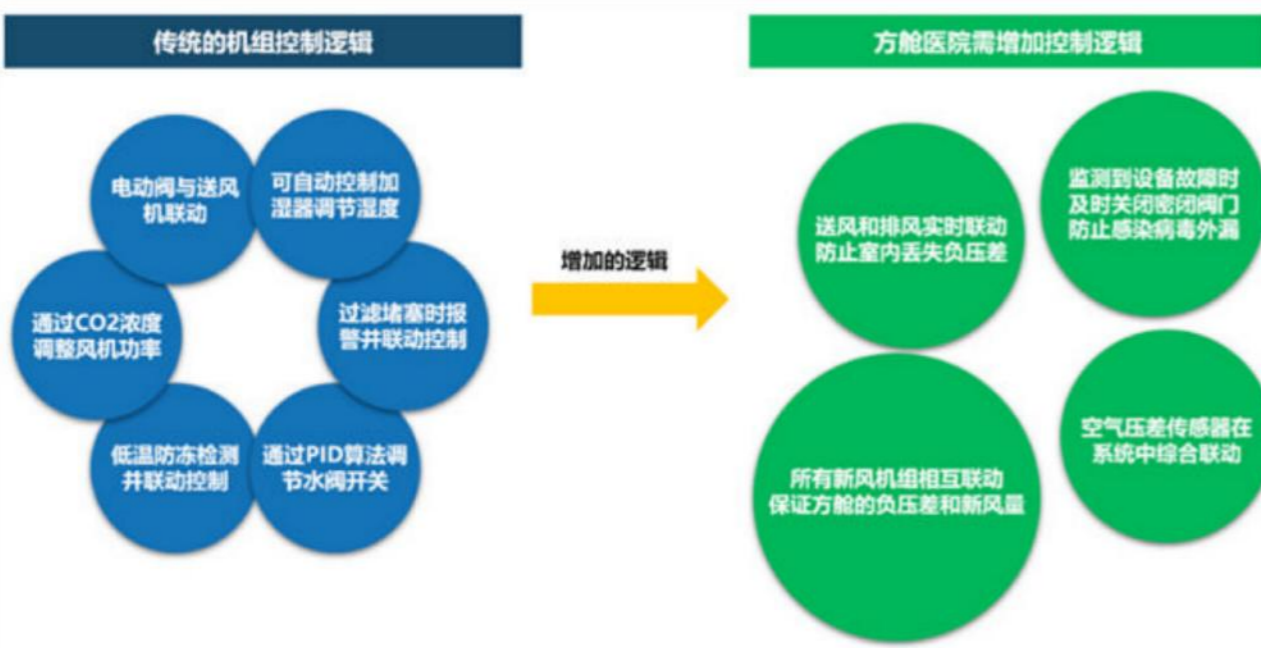 传统的机组控制逻辑
电动阀与送风
机联动
可自动控制加
湿器调节湿度
通过CO2浓度
调整风机功率
过滤堵塞时报
警并联动控制
低温防冻检测
并联动控制
通过PID算法调
节水阀开关
增加的逻辑
方舱医院需增加控制逻辑
送风和排风实时联动
防止室内丢失负压差
监测到设备故障时
及时关闭密闭阀门
防止感染病毒外漏
所有新风机组相互联动
保证方舱的负压差和新风量
空气压差传感器在
系统中综合联动